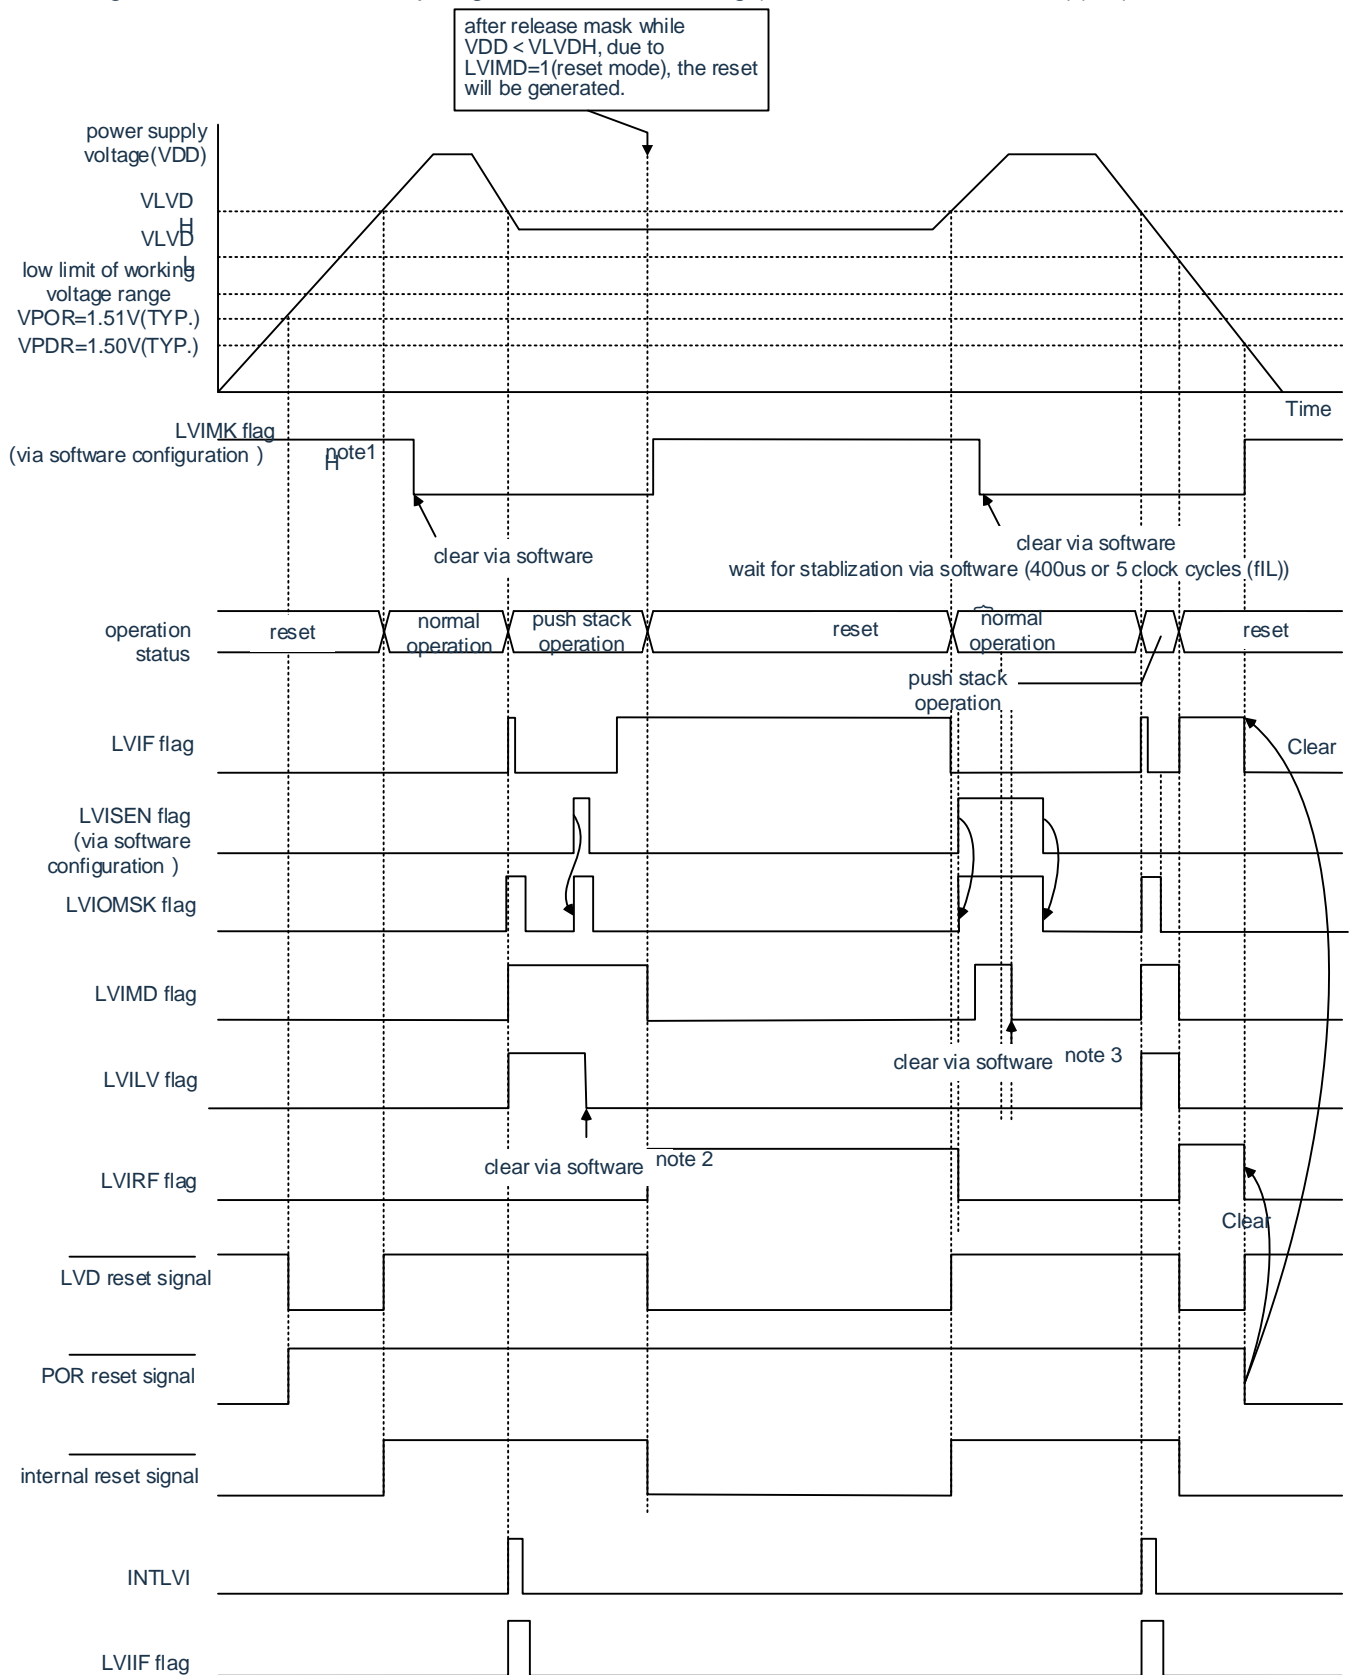 after release mask while
VDD < VLVDH, due to
LVIMD=1(reset mode), the reset
will be generated.
power supply
voltage(VDD)
VLVD
H
VLVD
L
low limit of working
voltage range
VPOR=1.51V(TYP.)
VPDR=1.50V(TYP.)
Time
LVIMK flag
(via software configuration )
note1
H
clear via software
clear via software
wait for stablization via software (400us or 5 clock cycles (fIL))
operation
status
reset
normal
operation
push stack
operation
reset
normal
operation
reset
push stack
operation
LVIF flag
Clear
LVISEN flag
(via software
configuration )
LVIOMSK flag
LVIMD flag
clear via software note 3
LVILV flag
clear via software note 2
LVIRF flag
Clear
LVD reset signal
POR reset signal
internal reset signal
INTLVI
LVIIF flag